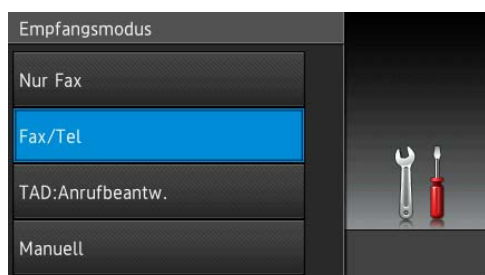 Empfangsmodus
Nur Fax
Fax/Tel
TAD:Anrufbeantw.
Manuell